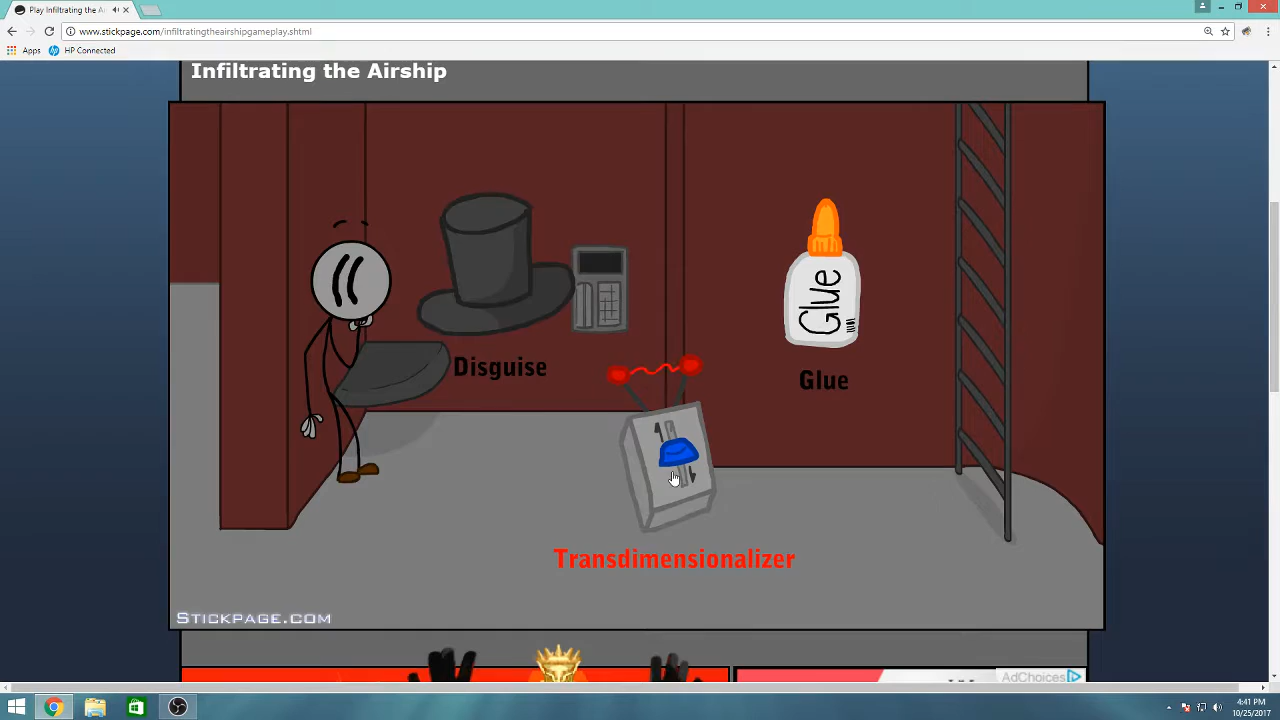 Play Infiltrating the Ai
www.stickpage.com/infiltratingtheairshipgameplay.shtml
Apps HP Connected
Infiltrating the Airship
Glue
Disguise
Glue
1
Transdimensionalizer
STICKPAGE.COM
AdChoices
4:41 PM
10/25/2017